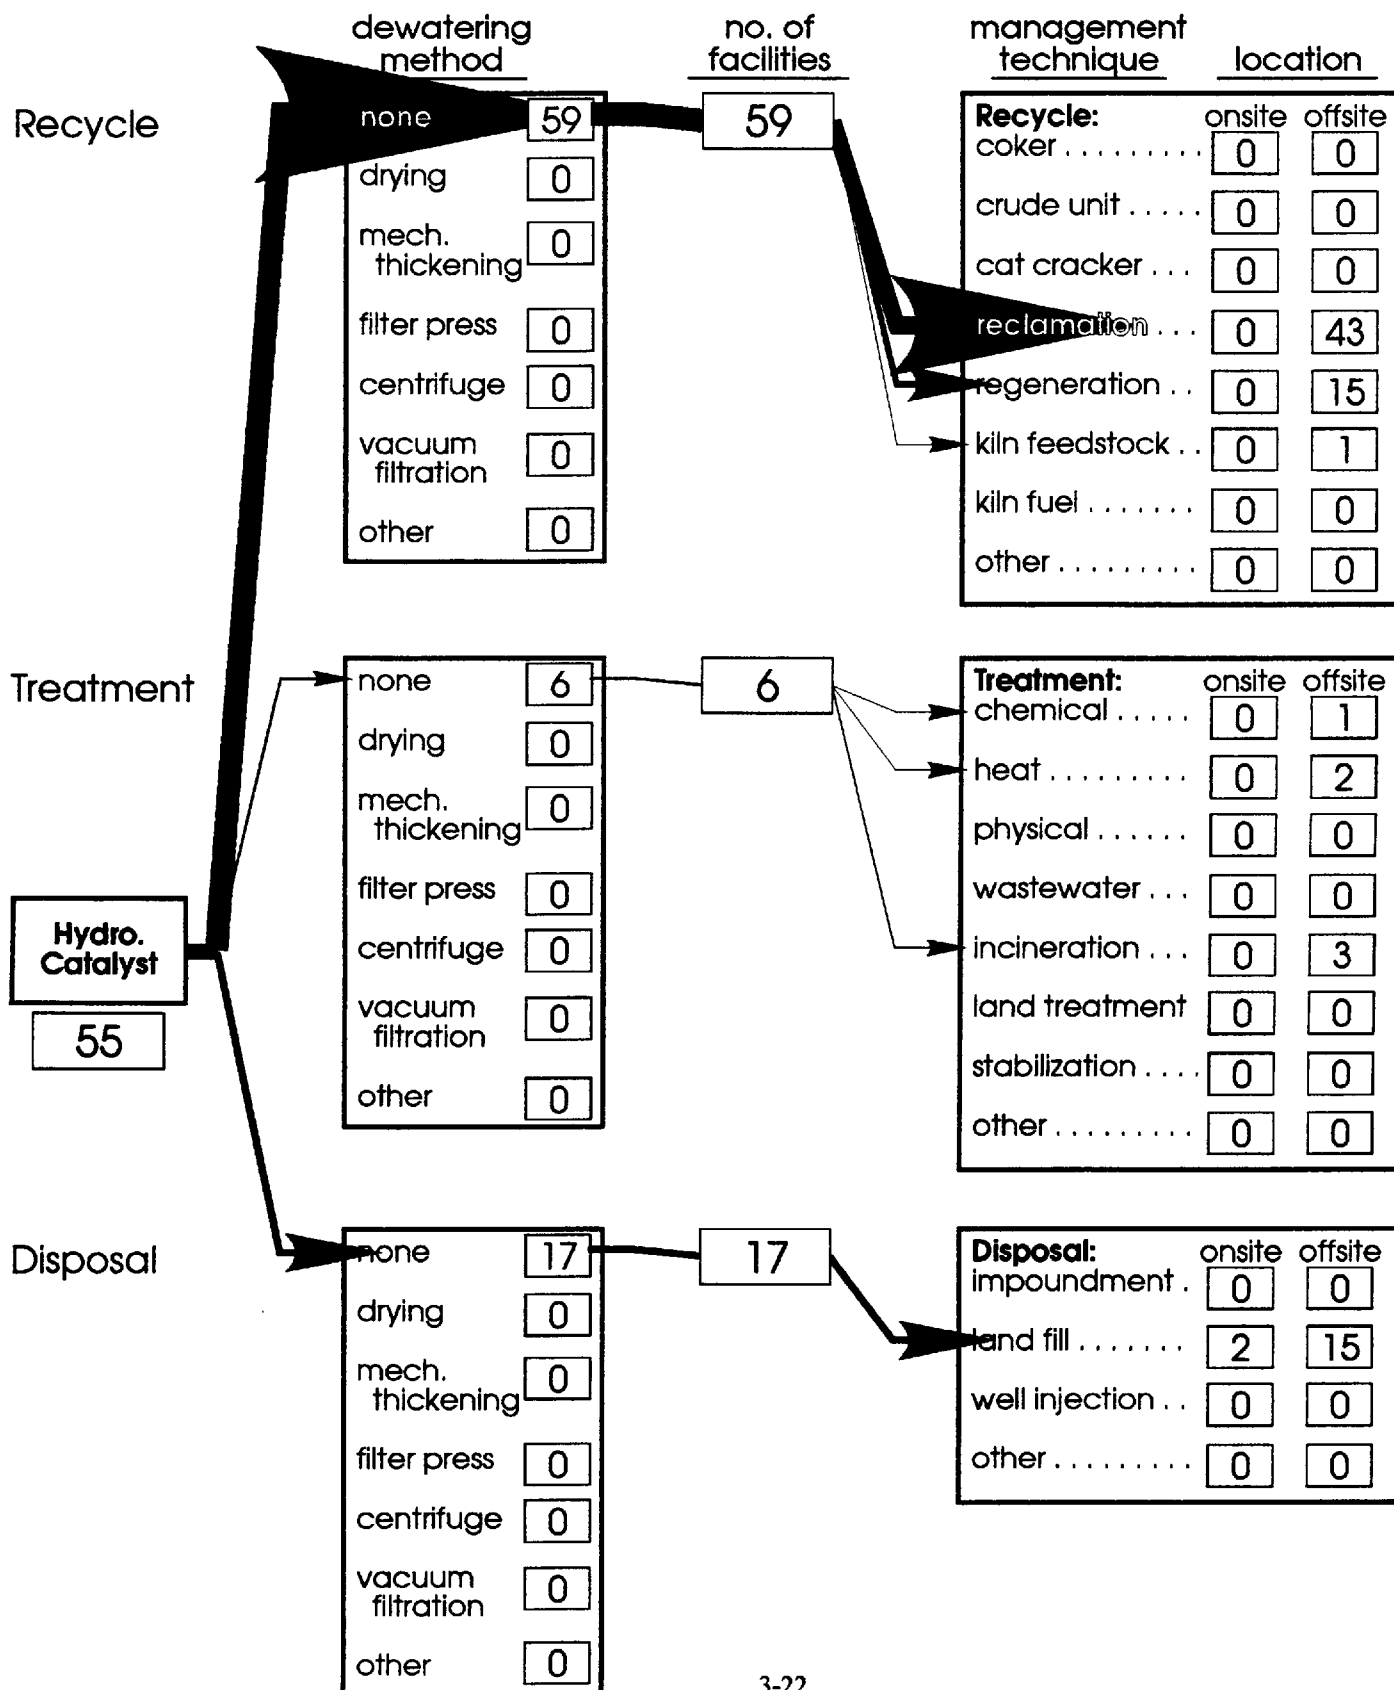 dewatering method
no. of facilities
management technique
location
Recycle
none 59
drying 0
mech. thickening 0
filter press 0
centrifuge 0
vacuum filtration 0
other 0
59
Recycle: onsite offsite
coker . . . . . . . . . 0 0
crude unit . . . . . 0 0
cat cracker . . . 0 0
reclamation . . . 0 43
regeneration . . 0 15
kiln feedstock . . 0 1
kiln fuel . . . . . . . 0 0
other . . . . . . . . . 0 0
Treatment
none 6
drying 0
mech. thickening 0
filter press 0
centrifuge 0
vacuum filtration 0
other 0
6
Treatment: onsite offsite
chemical . . . . . 0 1
heat . . . . . . . . . 0 2
physical . . . . . . 0 0
wastewater . . . 0 0
incineration . . . 0 3
land treatment 0 0
stabilization . . . . 0 0
other . . . . . . . . . 0 0
Hydro.
Catalyst
55
Disposal
none 17
drying 0
mech. thickening 0
filter press 0
centrifuge 0
vacuum filtration 0
other 0
17
Disposal: onsite offsite
impoundment . 0 0
land fill . . . . . . . 2 15
well injection . . 0 0
other . . . . . . . . . 0 0
3-22